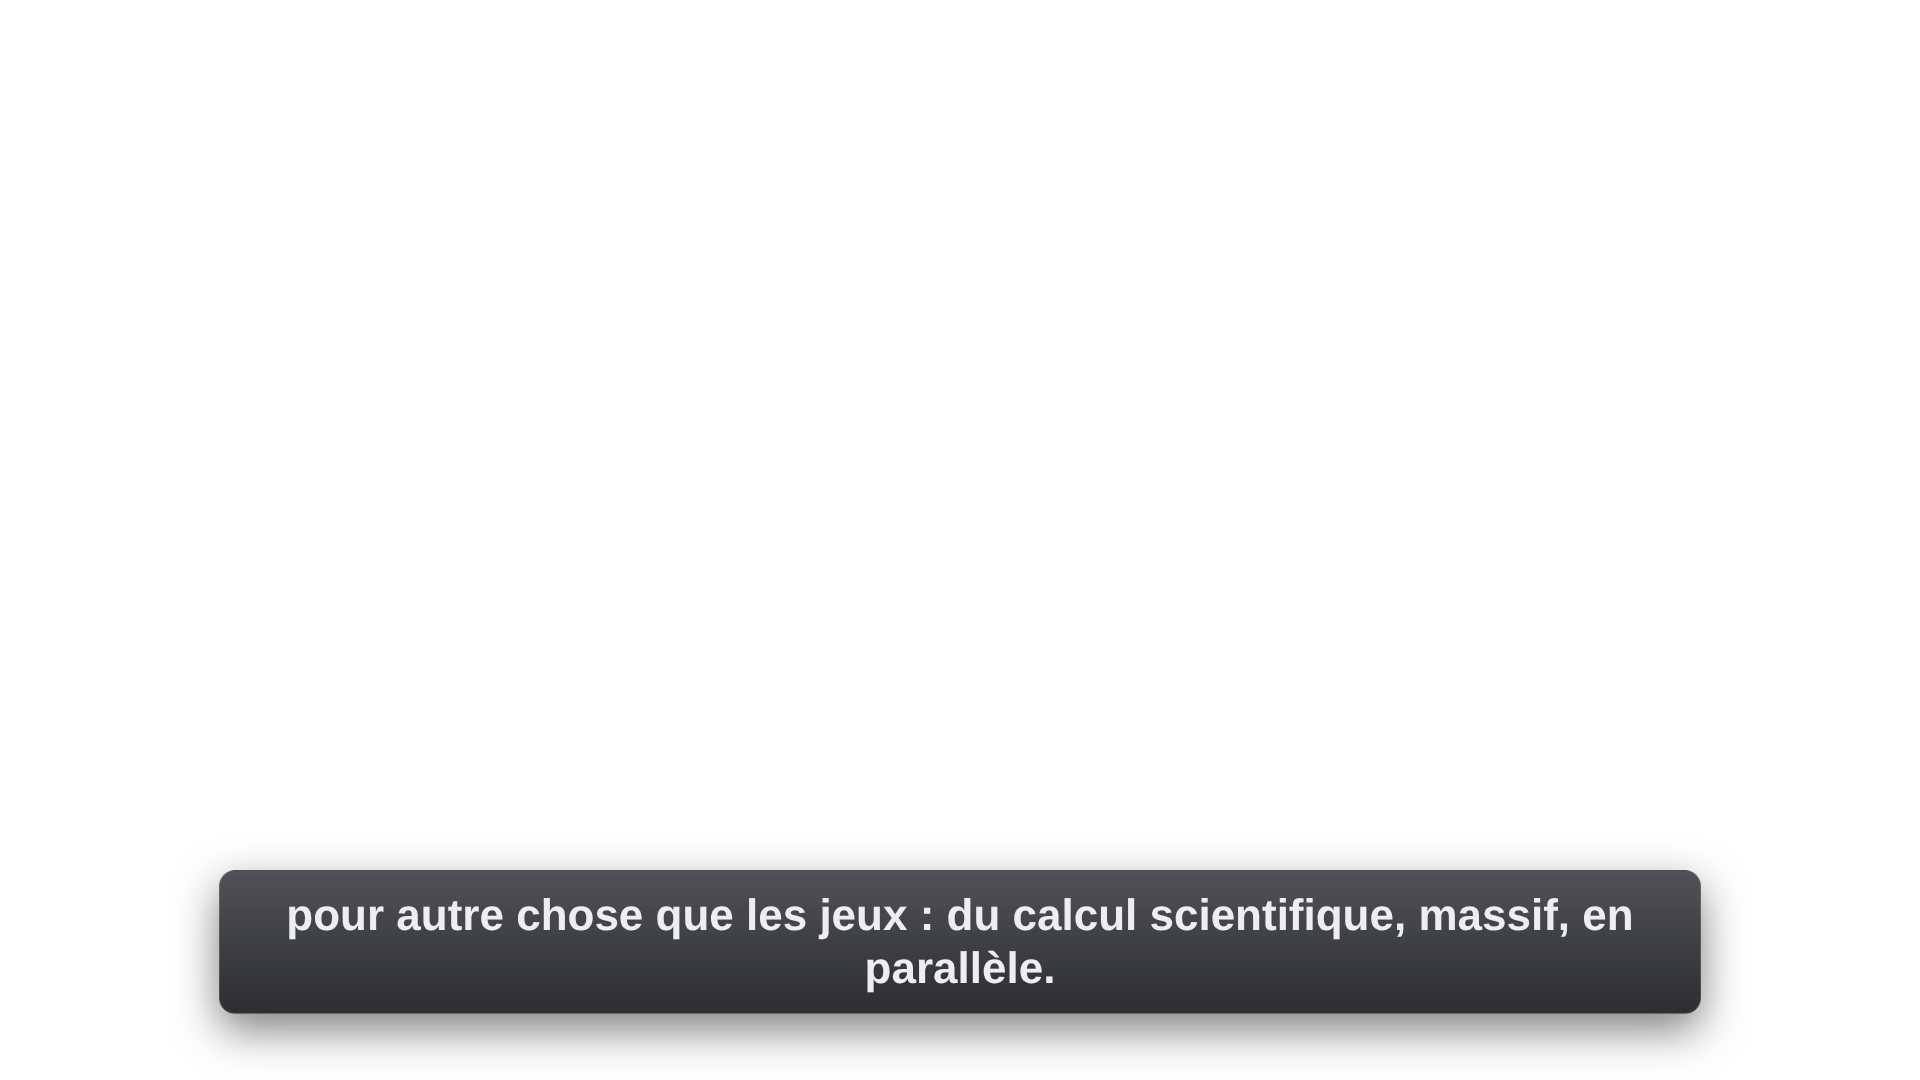 pour autre chose que les jeux : du calcul scientifique, massif, en
parallèle.